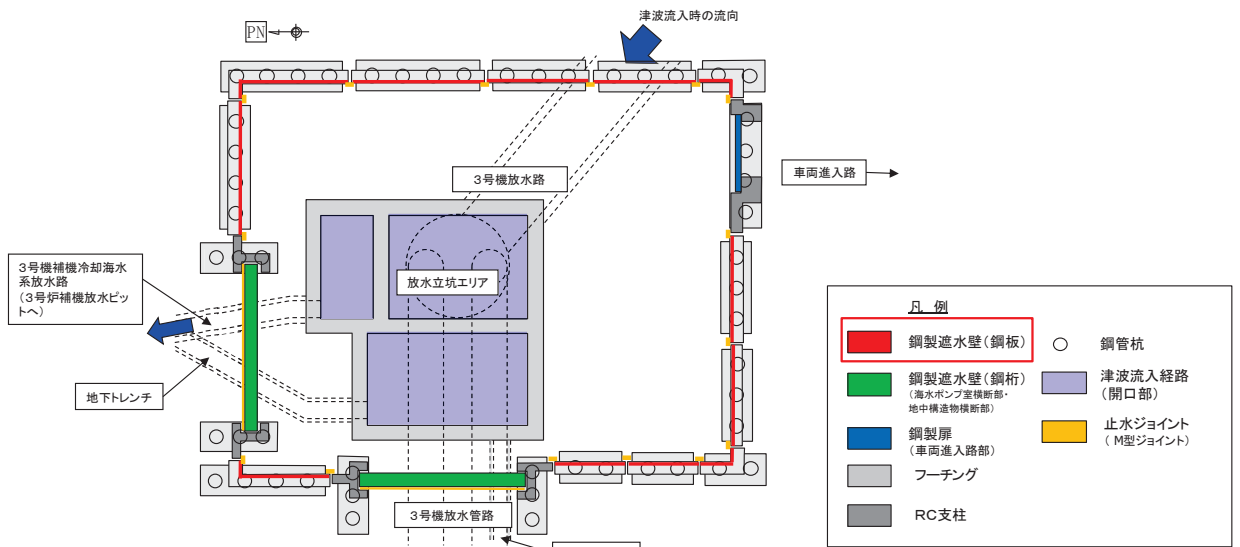 津波流入時の流向
PN
3号機放水路
車両進入路
3号機補機冷却海水
系放水路
(3号炉補機放水ピッ
トへ)
放水立坑エリア
地下トレンチ
3号機放水管路
凡 例
鋼製遮水壁(鋼板)
鋼管杭
鋼製遮水壁(鋼桁)
(海水ポンプ室横断部・
地中構造物横断部)
津波流入経路
(開口部)
鋼製扉
(車両進入路部)
止水ジョイント
( M型ジョイント)
フーチング
RC支柱